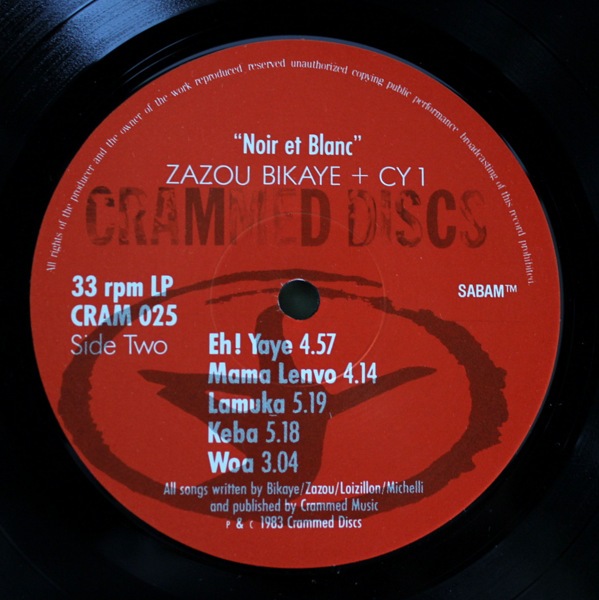 All rights of the producer and the owner of the work reproduced reserved unauthorized copying public performance broadcasting of this record prohibited.
"Noir et Blanc"
ZAZOU BIKAYE + CY 1
CRAMMED DISCS
33 rpm LP
SABAM™
CRAM 025
Side Two
Eh! Yaye 4.57
Mama Lenvo 4.14
Lamuka 5.19
Keba 5.18
Woa 3.04
All songs written by Bikaye/Zazou/Loizillon/Michelli
and published by Crammed Music
P & C 1983 Crammed Discs